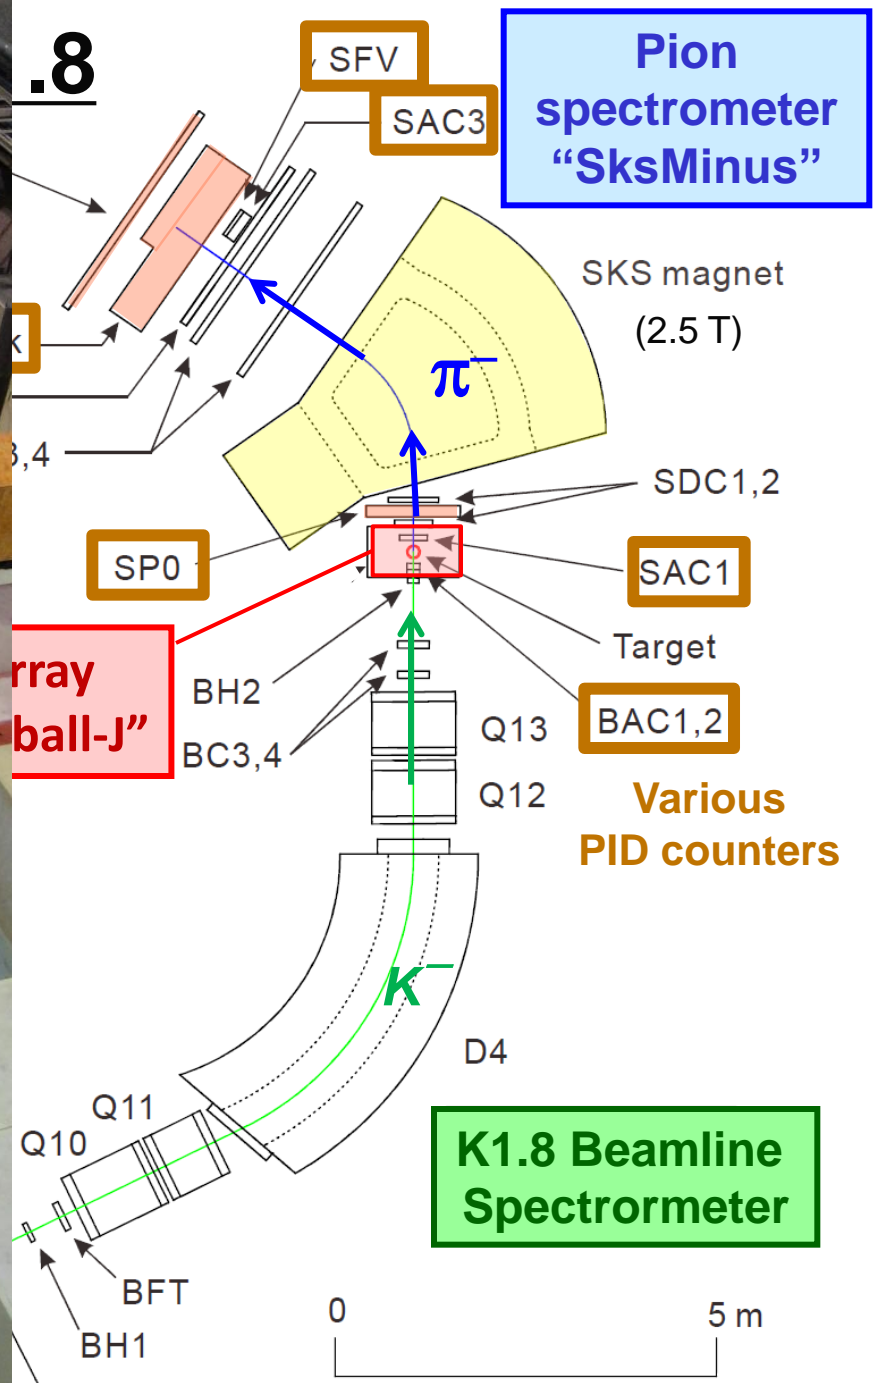 .8
SFV
SAC3
Pion
spectrometer
“SksMinus”
SKS magnet
(2.5 T)
π⁻
k
3,4
SDC1,2
SP0
SAC1
Target
rray
ball-J”
BH2
BC3,4
Q13
BAC1,2
Q12
Various
PID counters
K⁻
D4
Q11
Q10
K1.8 Beamline
Spectrormeter
BFT
BH1
0
5 m